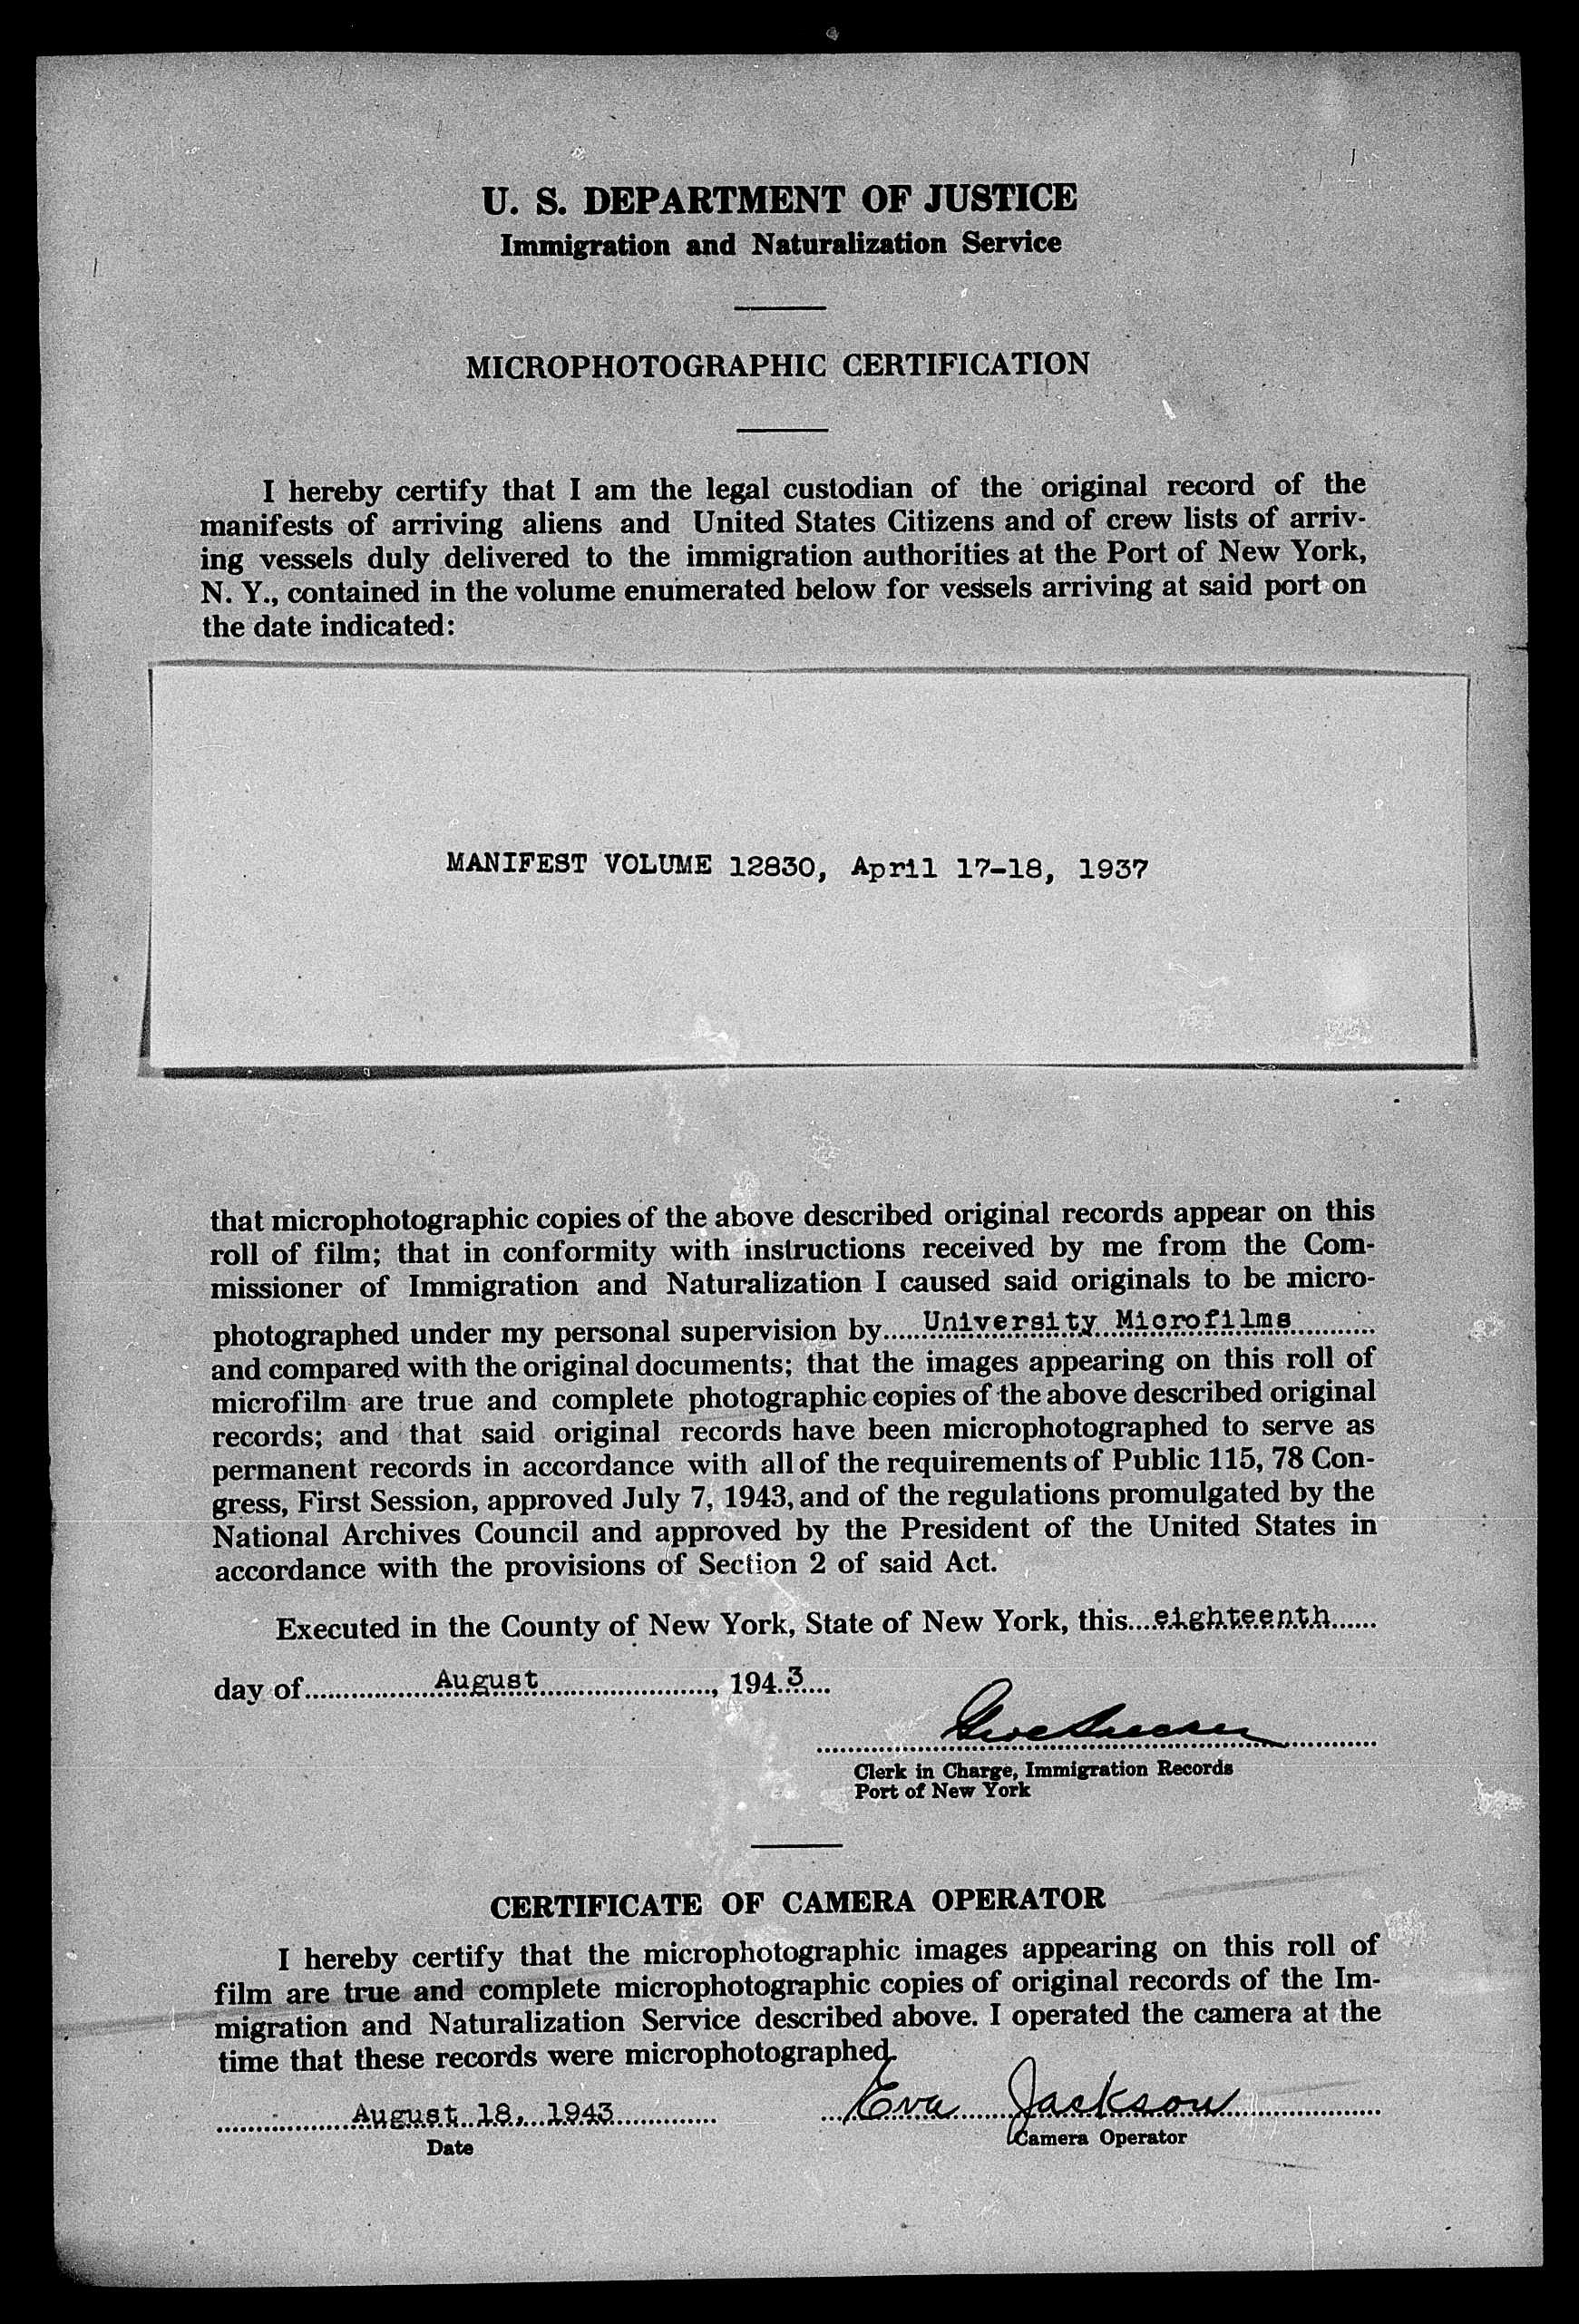 U. S. DEPARTMENT OF JUSTICE
Immigration and Naturalization Service
MICROPHOTOGRAPHIC CERTIFICATION
I hereby certify that I am the legal custodian of the original record of the
manifests of arriving aliens and United States Citizens and of crew lists of arriv-
ing vessels duly delivered to the immigration authorities at the Port of New York,
N. Y., contained in the volume enumerated below for vessels arriving at said port on
the date indicated:
MANIFEST VOLUME 12830, April 17-18, 1937
that microphotographic copies of the above described original records appear on this
roll of film; that in conformity with instructions received by me from the Com-
missioner of Immigration and Naturalization I caused said originals to be micro-
photographed under my personal supervision by University Microfilms
and compared with the original documents; that the images appearing on this roll of
microfilm are true and complete photographic copies of the above described original
records; and that said original records have been microphotographed to serve as
permanent records in accordance with all of the requirements of Public 115, 78 Con-
gress, First Session, approved July 7, 1943, and of the regulations promulgated by the
National Archives Council and approved by the President of the United States in
accordance with the provisions of Section 2 of said Act.
Executed in the County of New York, State of New York, this eighteenth
day of August, 1943
Clerk in Charge, Immigration Records
Port of New York
CERTIFICATE OF CAMERA OPERATOR
I hereby certify that the microphotographic images appearing on this roll of
film are true and complete microphotographic copies of original records of the Im-
migration and Naturalization Service described above. I operated the camera at the
time that these records were microphotographed.
August 18, 1943 Eva Jackson
Date Camera Operator